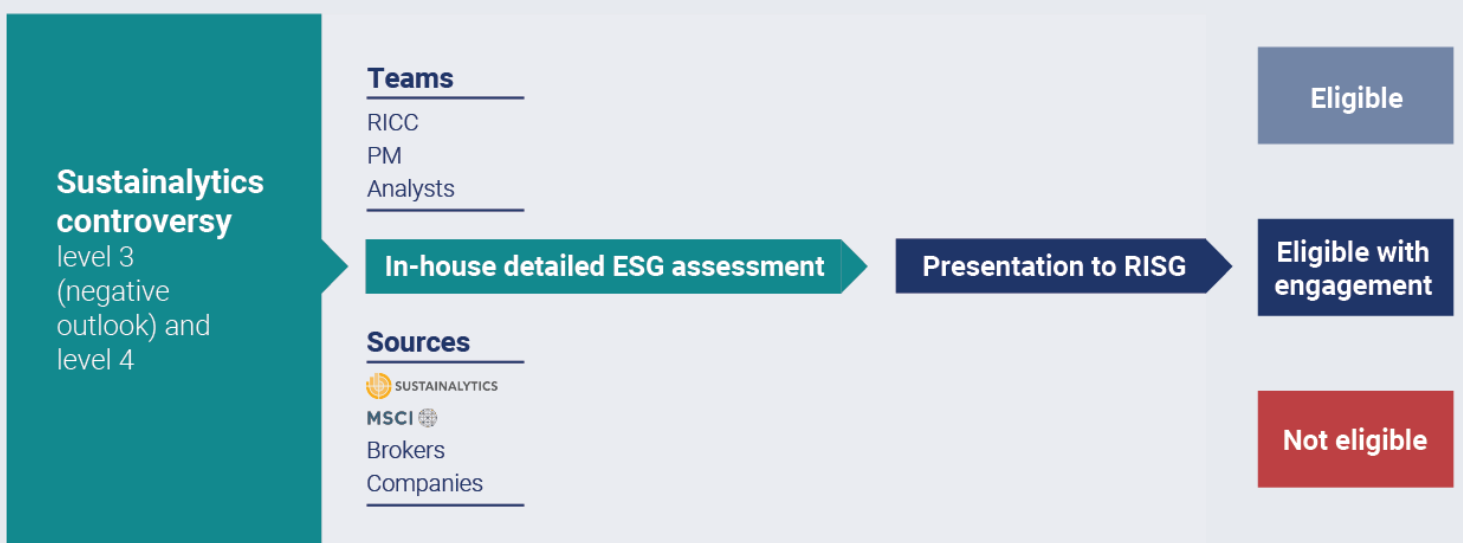 Sustainalytics
controversy
level 3
(negative
outlook) and
level 4
Teams
RICC
PM
Analysts
In-house detailed ESG assessment
Sources
SUSTAINALYTICS
MSCI
Brokers
Companies
Presentation to RISG
Eligible
Eligible with
engagement
Not eligible